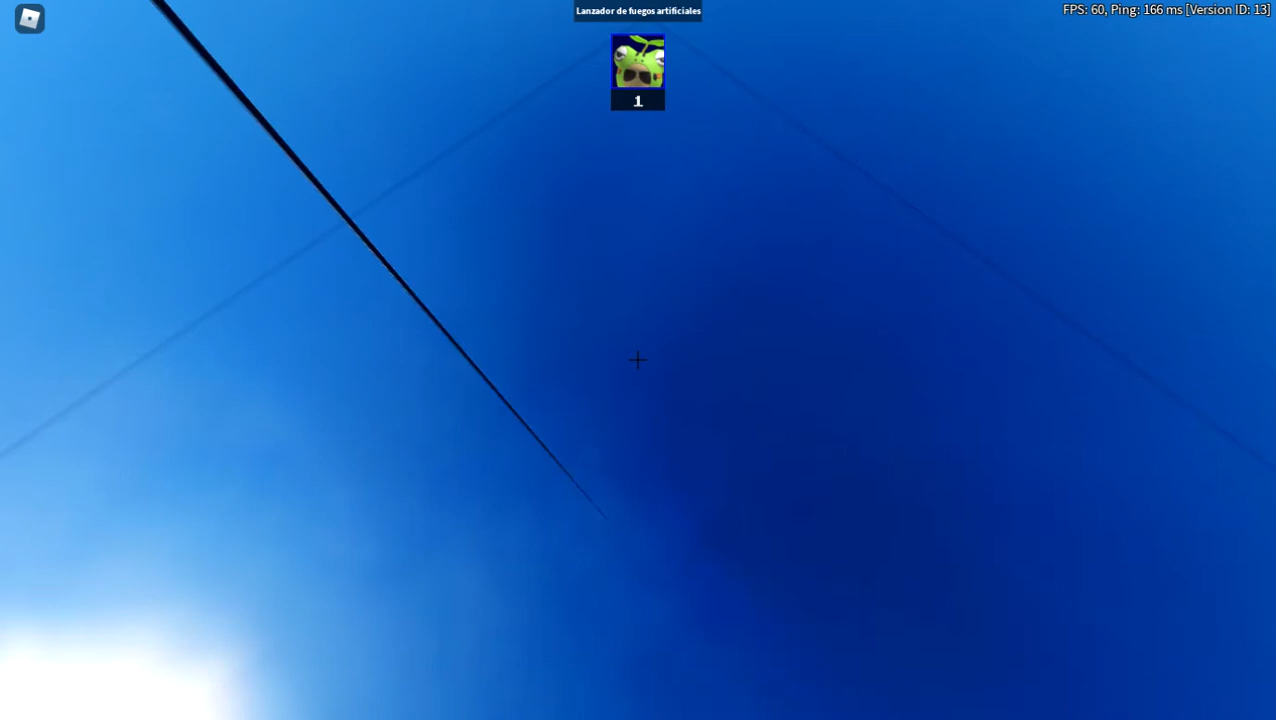 Lanzador de fuegos artificiales
FPS: 60, Ping: 166 ms [Version ID: 13]
1